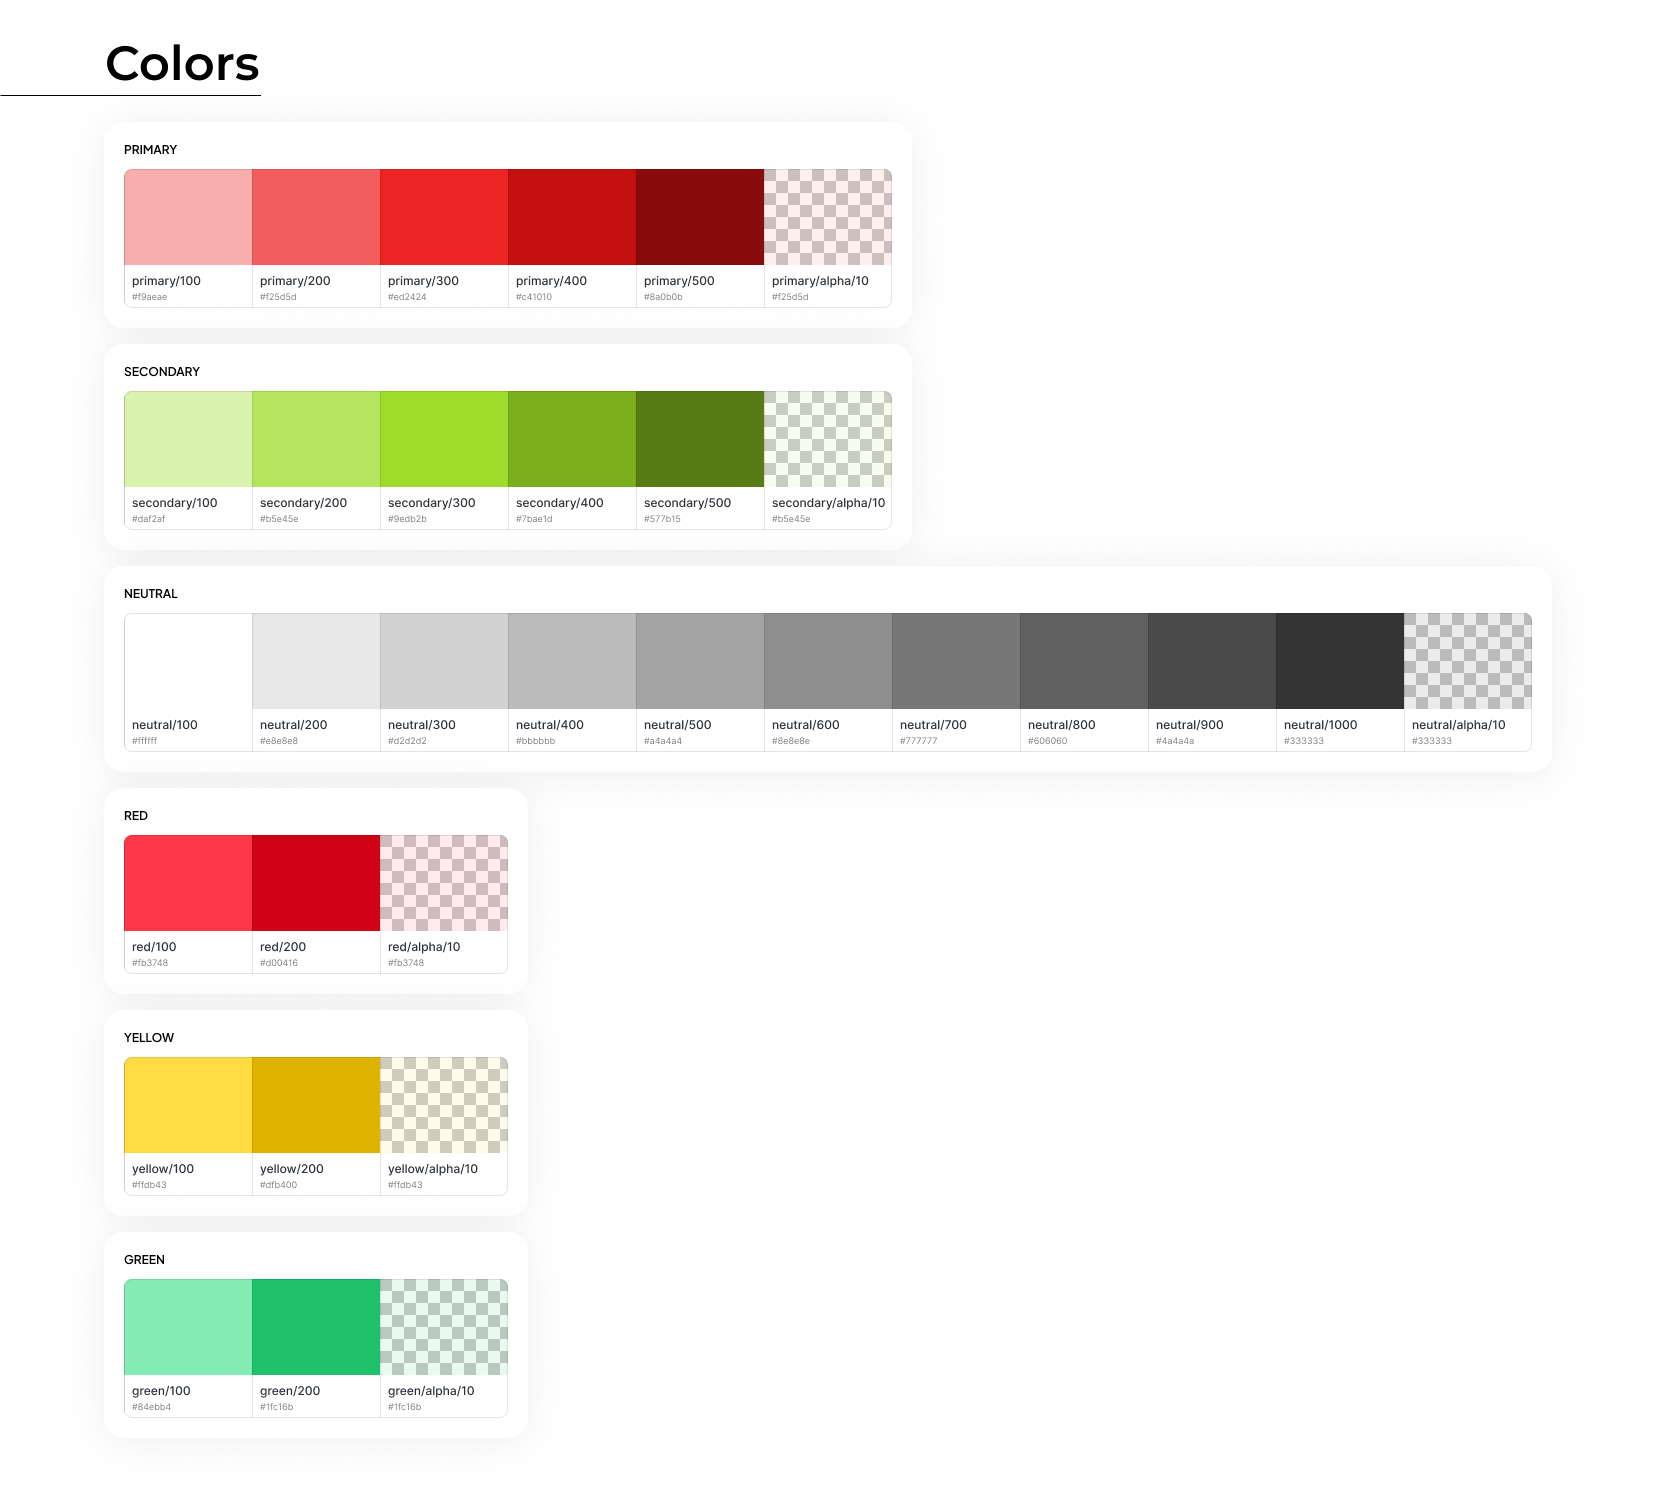 Colors
PRIMARY
primary/100 primary/200 primary/300 primary/400 primary/500 primary/alpha/10
#f9aeae #f25d5d #ed2424 #c41010 #8a0b0b #f25d5d
SECONDARY
secondary/100 secondary/200 secondary/300 secondary/400 secondary/500 secondary/alpha/10
#daf2af #b5e45e #9edb2b #7bae1d #577b15 #b5e45e
NEUTRAL
neutral/100 neutral/200 neutral/300 neutral/400 neutral/500 neutral/600 neutral/700 neutral/800 neutral/900 neutral/1000 neutral/alpha/10
#ffffff #e8e8e8 #d2d2d2 #bbbbbb #a4a4a4 #8e8e8e #777777 #606060 #4a4a4a #333333 #333333
RED
red/100 red/200 red/alpha/10
#fb3748 #d00416 #fb3748
YELLOW
yellow/100 yellow/200 yellow/alpha/10
#ffdb43 #dfb400 #ffdb43
GREEN
green/100 green/200 green/alpha/10
#84ebb4 #1fc16b #1fc16b